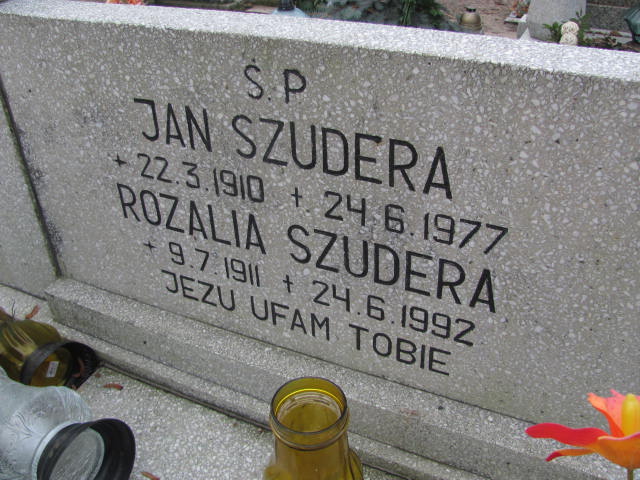 Ś.P
JAN SZUDERA
+ 22.3.1910 +. 24.6.1977
ROZALIA SZUDERA
+ 9.7.1911 + 24.6.1992
JEZU UFAM TOBIE